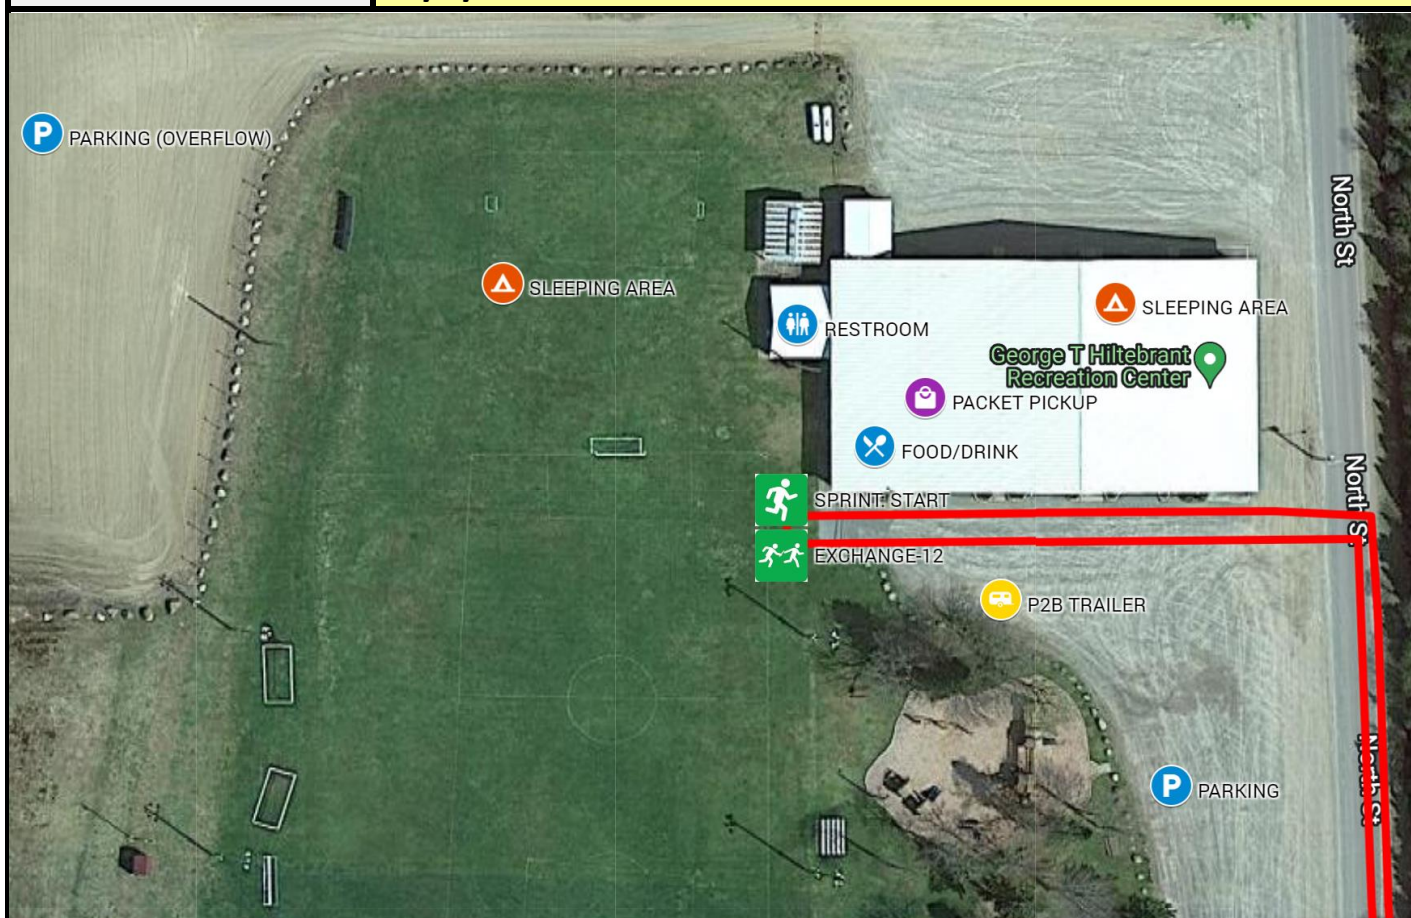 PARKING (OVERFLOW)
North St
SLEEPING AREA
SLEEPING AREA
RESTROOM
George T Hiltebrant
Recreation Center
PACKET PICKUP
FOOD/DRINK
North St
SPRINT: START
EXCHANGE-12
P2B TRAILER
North St
PARKING